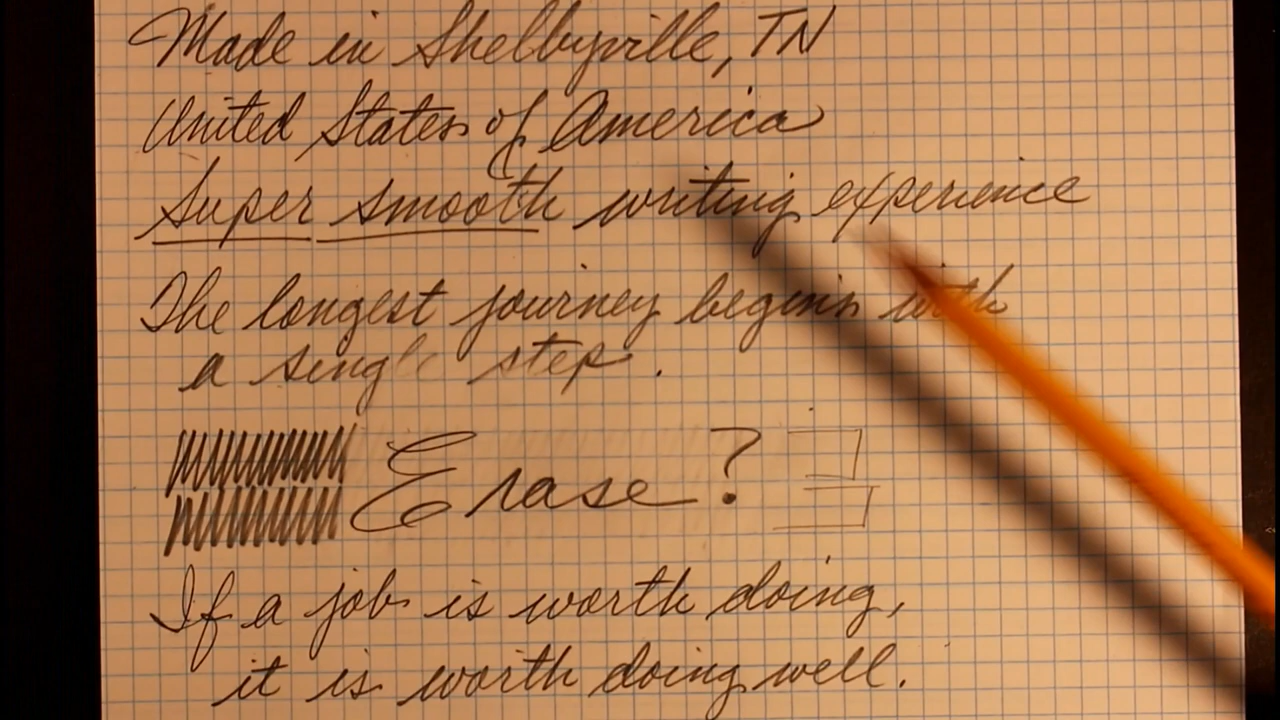 Made in Shelbyville, TN
United States of America
Super smooth writing experience
The longest journey begins with
a single step.
Erase?
If a job is worth doing,
it is worth doing well.